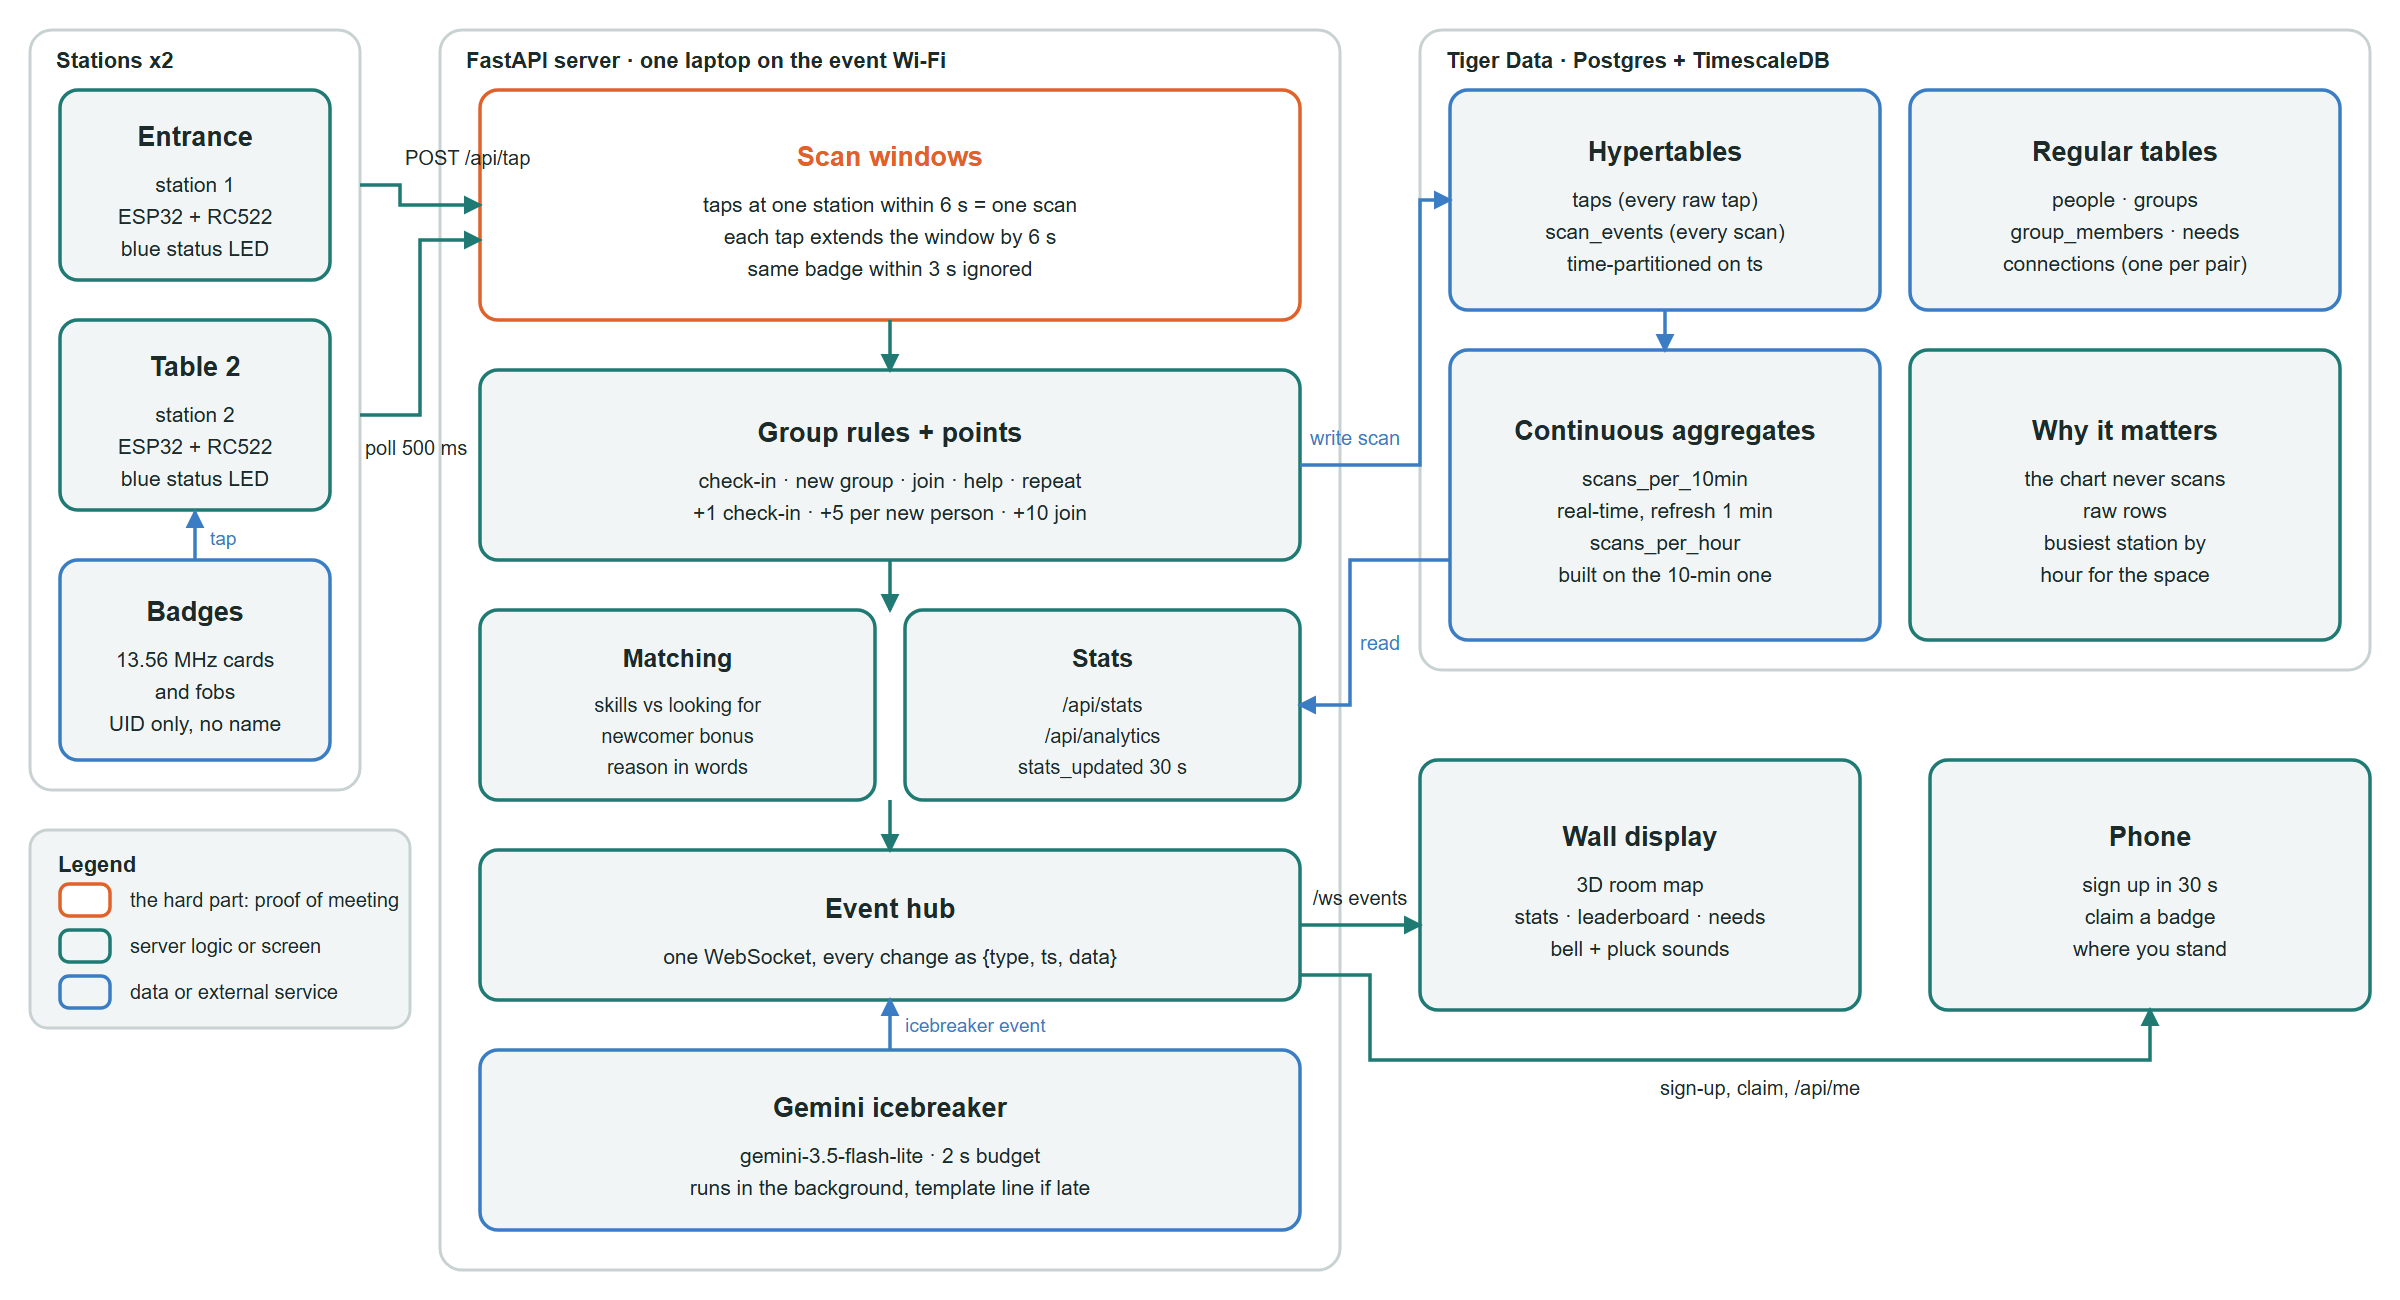 Stations x2
Entrance
station 1
ESP32 + RC522
blue status LED
Table 2
station 2
ESP32 + RC522
blue status LED
tap
Badges
13.56 MHz cards
and fobs
UID only, no name
Legend
the hard part: proof of meeting
server logic or screen
data or external service
POST /api/tap
poll 500 ms
FastAPI server · one laptop on the event Wi-Fi
Scan windows
taps at one station within 6 s = one scan
each tap extends the window by 6 s
same badge within 3 s ignored
Group rules + points
check-in · new group · join · help · repeat
+1 check-in · +5 per new person · +10 join
Matching
skills vs looking for
newcomer bonus
reason in words
Stats
/api/stats
/api/analytics
stats_updated 30 s
Event hub
one WebSocket, every change as {type, ts, data}
icebreaker event
Gemini icebreaker
gemini-3.5-flash-lite · 2 s budget
runs in the background, template line if late
write scan
read
/ws events
sign-up, claim, /api/me
Tiger Data · Postgres + TimescaleDB
Hypertables
taps (every raw tap)
scan_events (every scan)
time-partitioned on ts
Regular tables
people · groups
group_members · needs
connections (one per pair)
Continuous aggregates
scans_per_10min
real-time, refresh 1 min
scans_per_hour
built on the 10-min one
Why it matters
the chart never scans
raw rows
busiest station by
hour for the space
Wall display
3D room map
stats · leaderboard · needs
bell + pluck sounds
Phone
sign up in 30 s
claim a badge
where you stand